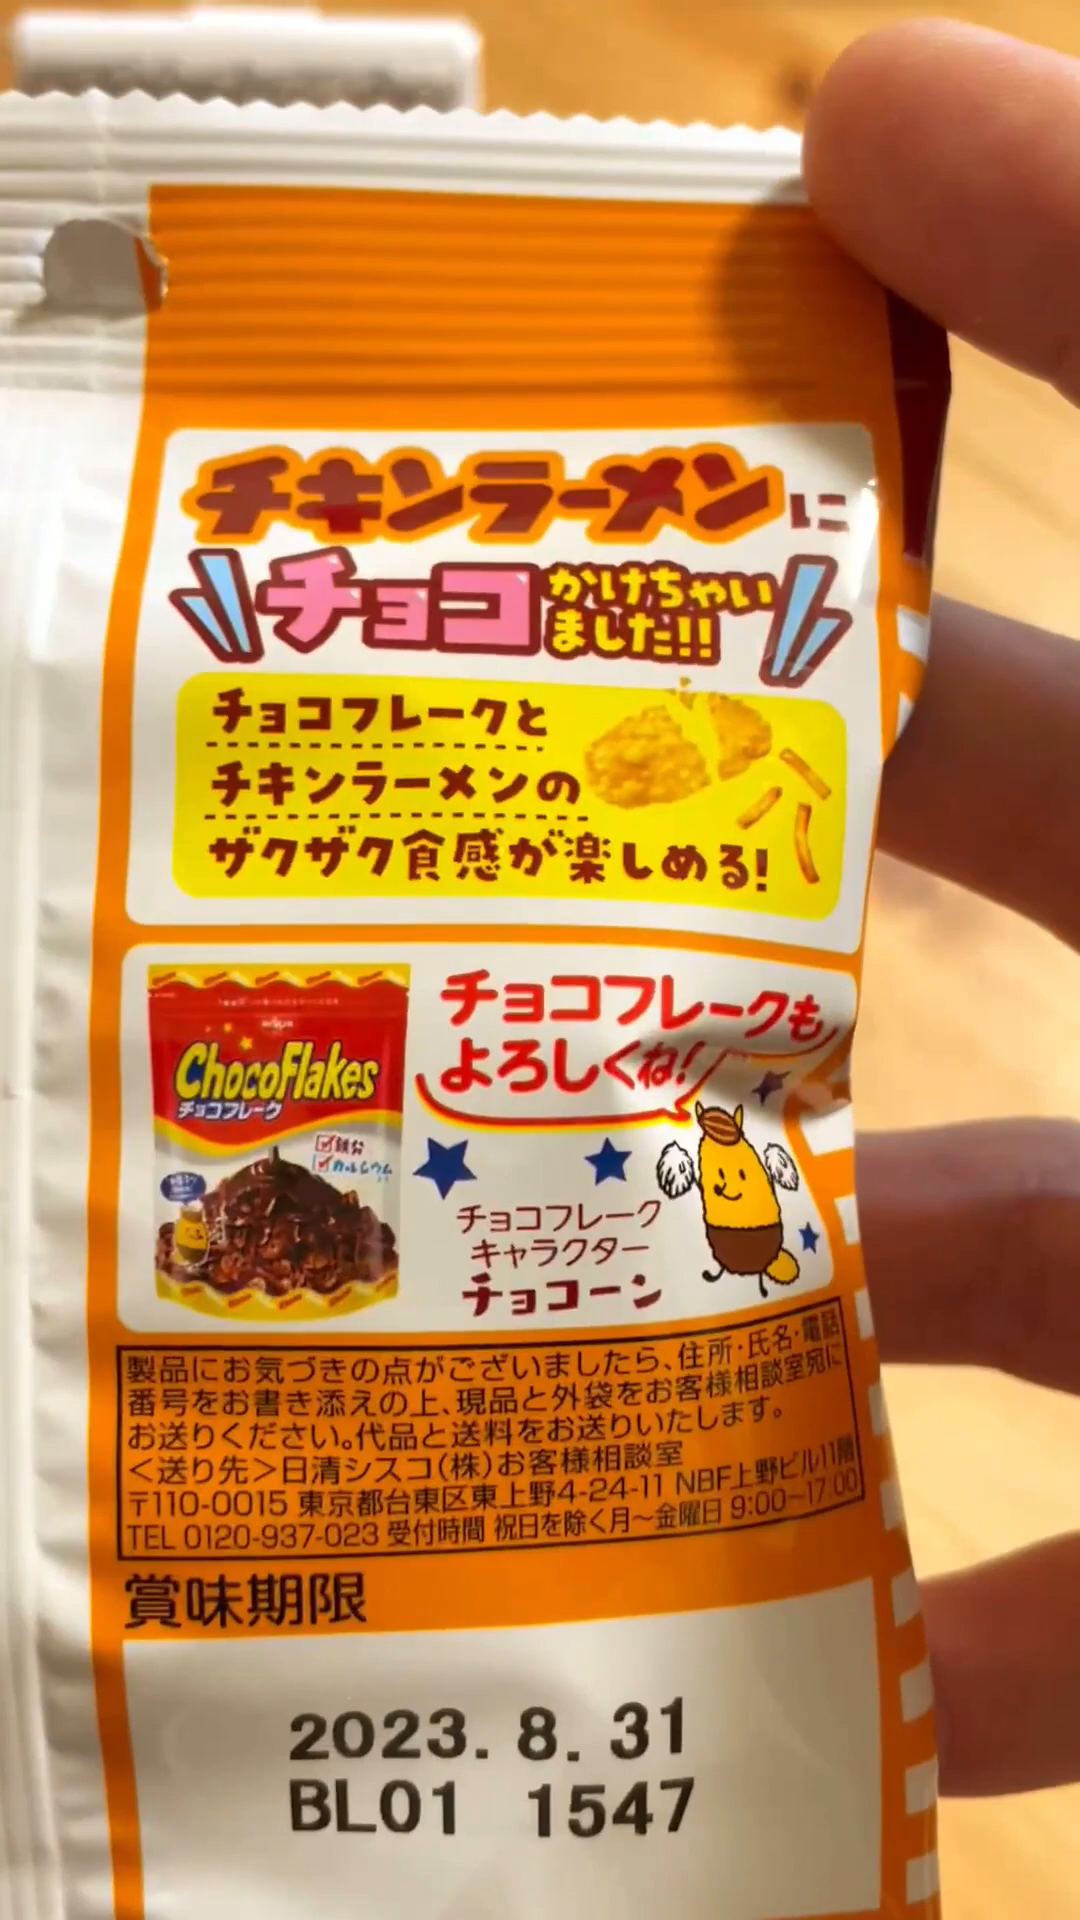 チキンラーメンに
チョコかけちゃい
ました!!
チョコフレークと
チキンラーメンの
ザクザク食感が楽しめる!
チョコフレークも
よろしくね!
ChocoFlakes
チョコフレーク
鉄分
カルシウム
チョコフレーク
キャラクター
チョコーン
製品にお気づきの点がございましたら、住所・氏名・電話
番号をお書き添えの上、現品と外袋をお客様相談室宛に
お送りください。代品と送料をお送りいたします。
<送り先>日清シスコ(株)お客様相談室
〒110-0015 東京都台東区東上野4-24-11 NBF上野ビル11階
TEL 0120-937-023 受付時間 祝日を除く月〜金曜日 9:00〜17:00
賞味期限
2023. 8. 31
BL01 1547